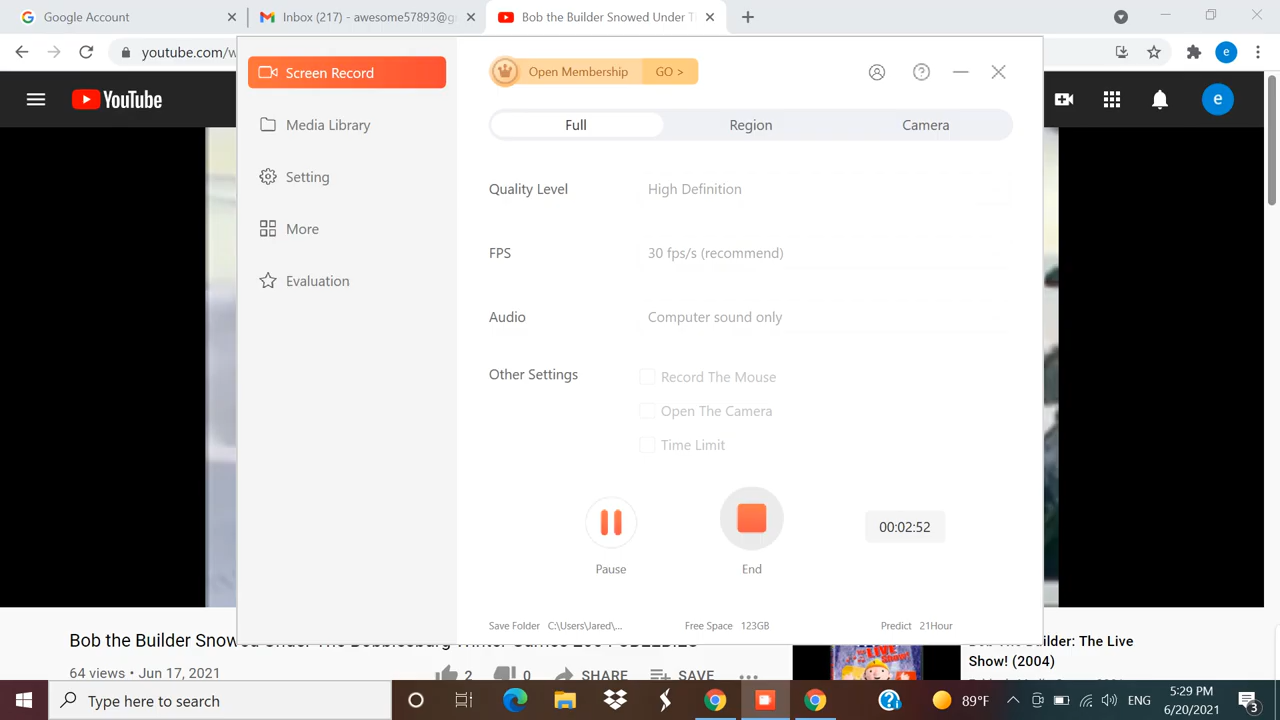 Google Account
Inbox (217) - awesome57893@g
Bob the Builder Snowed Under T
youtube.com/w
e
YouTube
e
Screen Record
Media Library
Setting
More
Evaluation
Open Membership GO >
Full Region Camera
Quality Level High Definition
FPS 30 fps/s (recommend)
Audio Computer sound only
Other Settings Record The Mouse
Open The Camera
Time Limit
Pause End 00:02:52
Save Folder C:\Users\Jared\... Free Space 123GB Predict 21Hour
Bob the Builder Snow
64 views • Jun 17, 2021
2 0 SHARE SAVE
Bob The Builder: The Live
Show! (2004)
Type here to search
89°F ENG
5:29 PM
6/20/2021
3